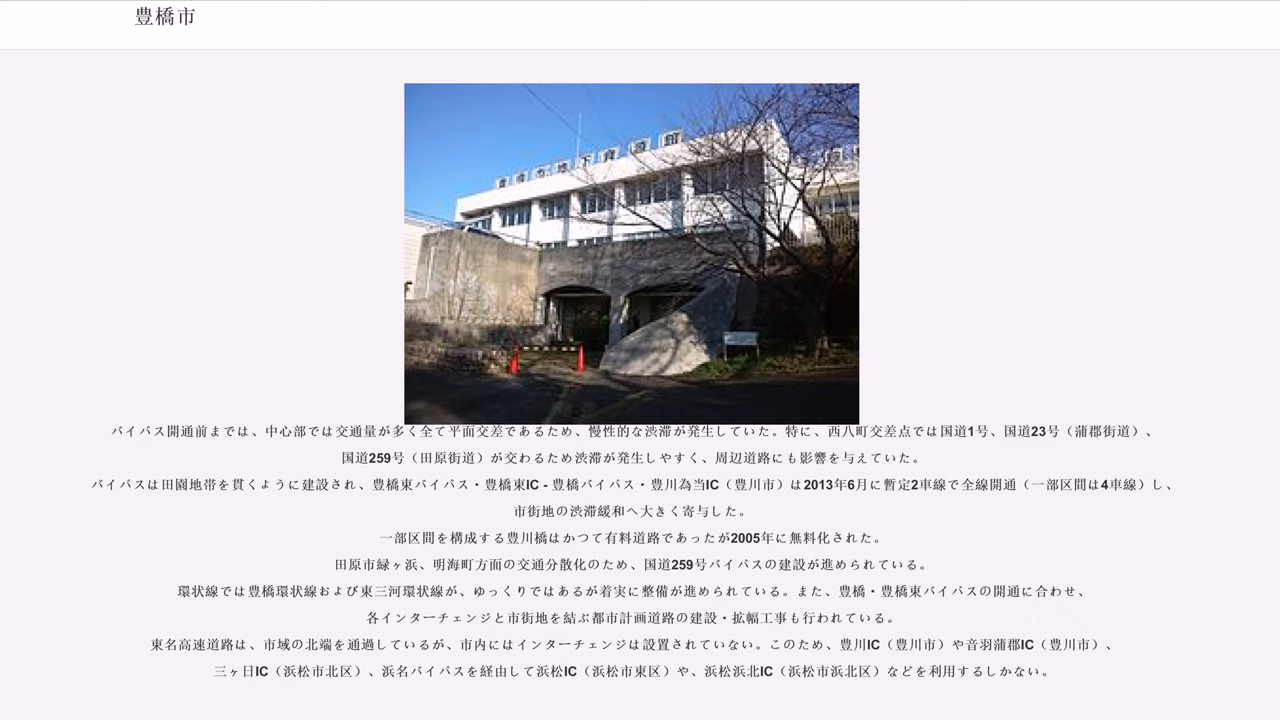 豊橋市
バイパス開通前までは、中心部では交通量が多く全て平面交差であるため、慢性的な渋滞が発生していた。特に、西八町交差点では国道1号、国道23号（蒲郡街道）、
国道259号（田原街道）が交わるため渋滞が発生しやすく、周辺道路にも影響を与えていた。
バイパスは田園地帯を貫くように建設され、豊橋東バイパス・豊橋東IC - 豊橋バイパス・豊川為当IC（豊川市）は2013年6月に暫定2車線で全線開通（一部区間は4車線）し、
市街地の渋滞緩和へ大きく寄与した。
一部区間を構成する豊川橋はかつて有料道路であったが2005年に無料化された。
田原市緑ヶ浜、明海町方面の交通分散化のため、国道259号バイパスの建設が進められている。
環状線では豊橋環状線および東三河環状線が、ゆっくりではあるが着実に整備が進められている。また、豊橋・豊橋東バイパスの開通に合わせ、
各インターチェンジと市街地を結ぶ都市計画道路の建設・拡幅工事も行われている。
東名高速道路は、市域の北端を通過しているが、市内にはインターチェンジは設置されていない。このため、豊川IC（豊川市）や音羽蒲郡IC（豊川市）、
三ヶ日IC（浜松市北区）、浜名バイパスを経由して浜松IC（浜松市東区）や、浜松浜北IC（浜松市浜北区）などを利用するしかない。